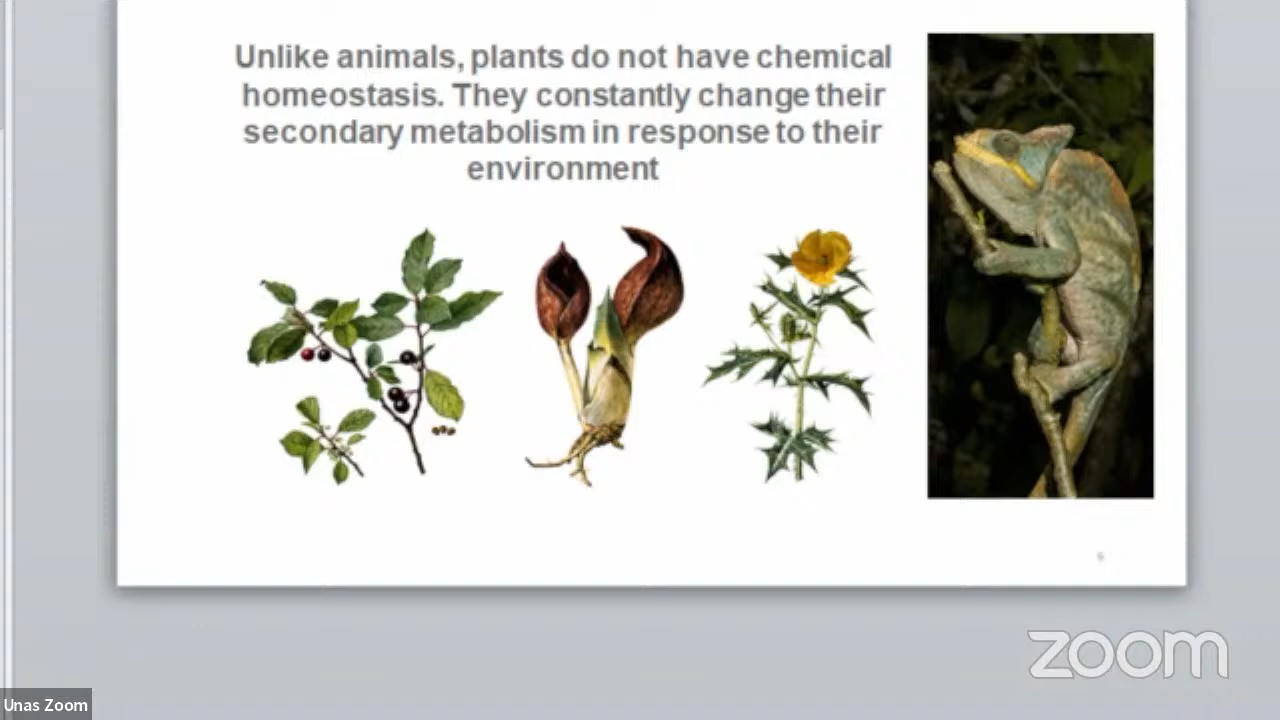 Unlike animals, plants do not have chemical
homeostasis. They constantly change their
secondary metabolism in response to their
environment
zoom
Unas Zoom